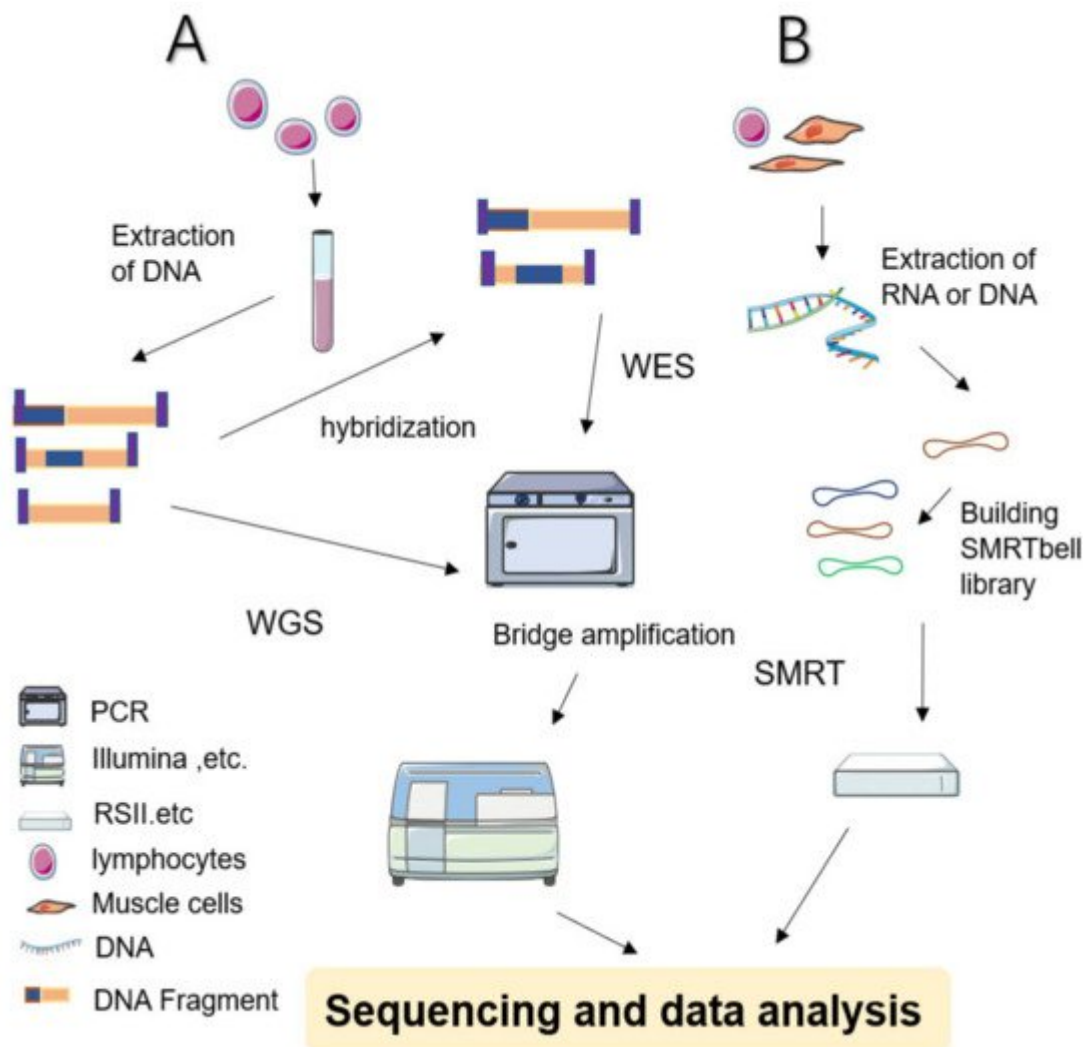 A
B
Extraction
of DNA
Extraction of
RNA or DNA
WES
hybridization
Building
SMRTbell
library
WGS
Bridge amplification
SMRT
PCR
Illumina ,etc.
RSII.etc
lymphocytes
Muscle cells
DNA
DNA Fragment
Sequencing and data analysis